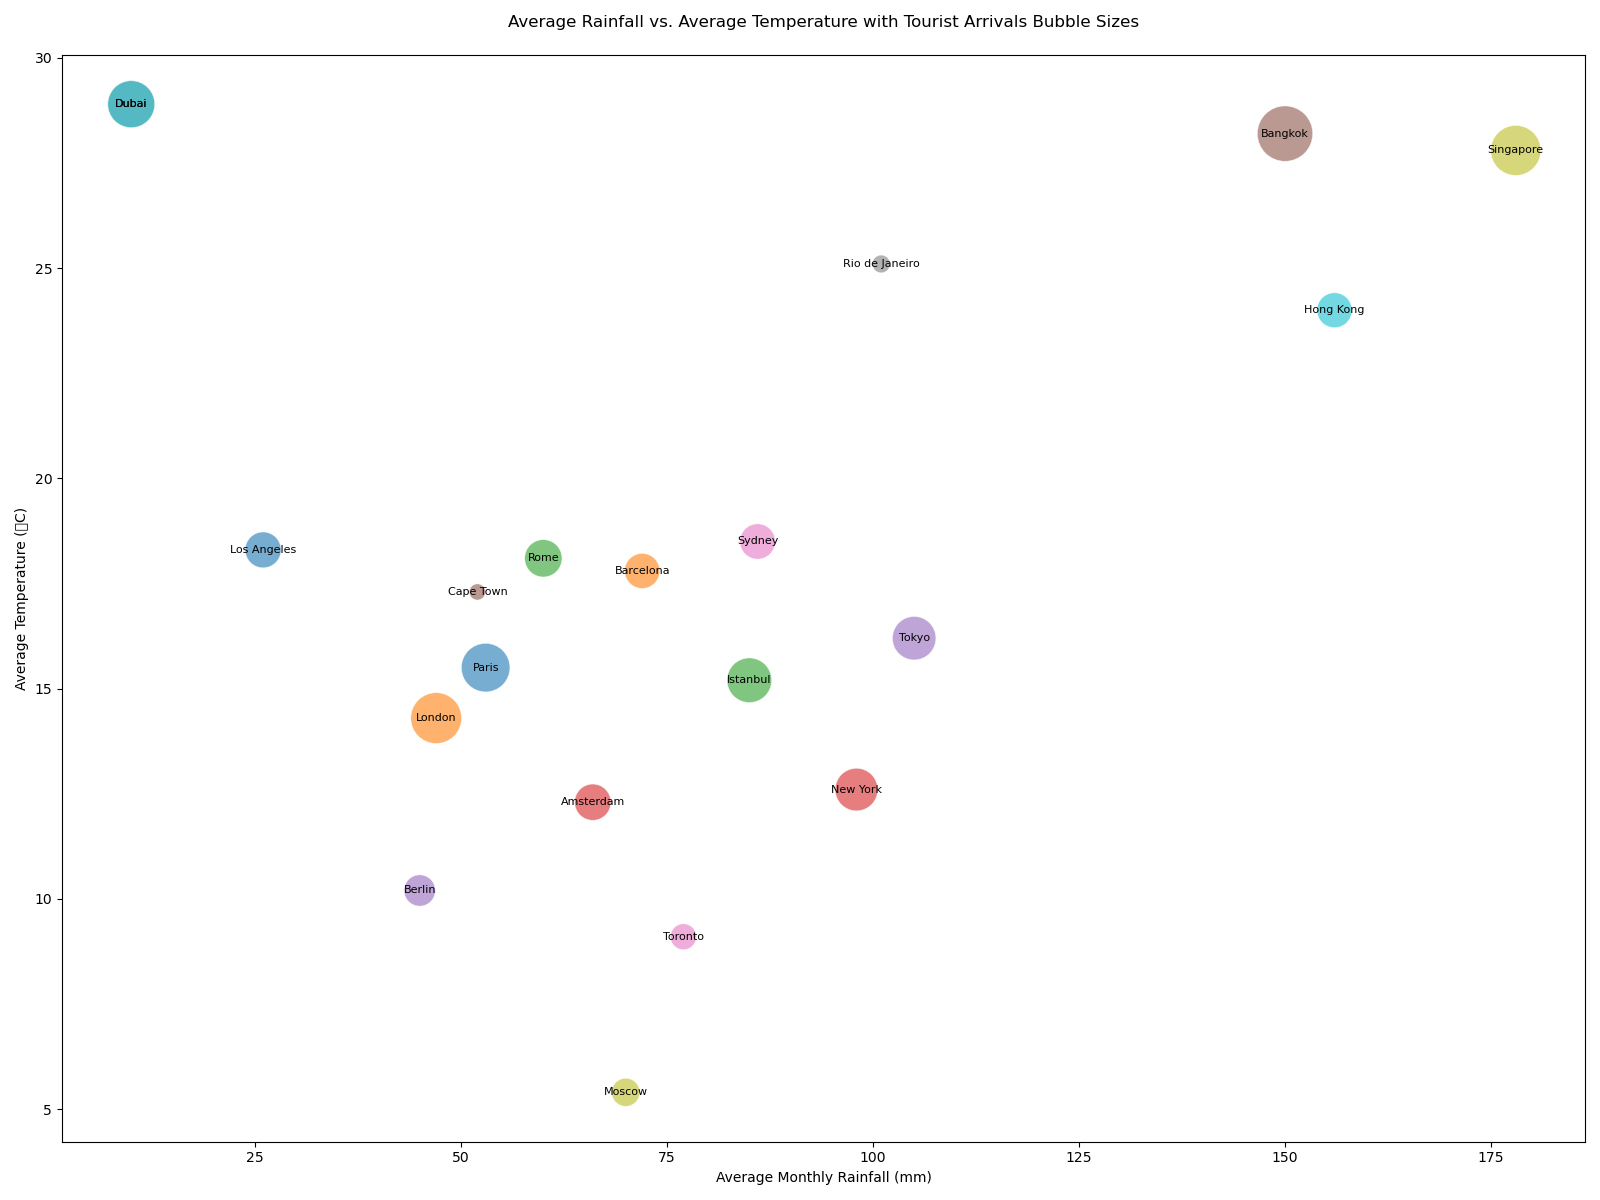 Average Rainfall vs. Average Temperature with Tourist Arrivals Bubble Sizes
30
25
20
15
10
5
Average Temperature (▯C)
Dubai
Bangkok
Singapore
Rio de Janeiro
Hong Kong
Sydney
Los Angeles
Rome
Barcelona
Cape Town
Tokyo
Paris
Istanbul
London
New York
Amsterdam
Berlin
Toronto
Moscow
25
50
75
100
125
150
175
Average Monthly Rainfall (mm)